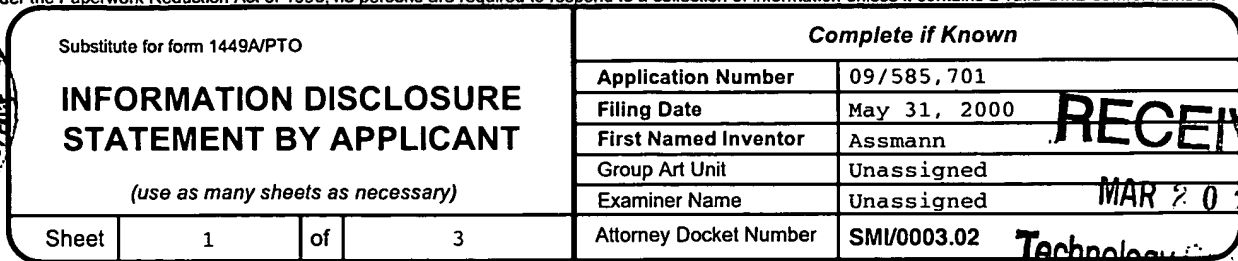 Substitute for form 1449A/PTO
INFORMATION DISCLOSURE
STATEMENT BY APPLICANT
(use as many sheets as necessary)
Sheet 1 of 3
Complete if Known
Application Number 09/585,701
Filing Date May 31, 2000
First Named Inventor Assmann
Group Art Unit Unassigned
Examiner Name Unassigned
Attorney Docket Number SMI/0003.02
MAR 20